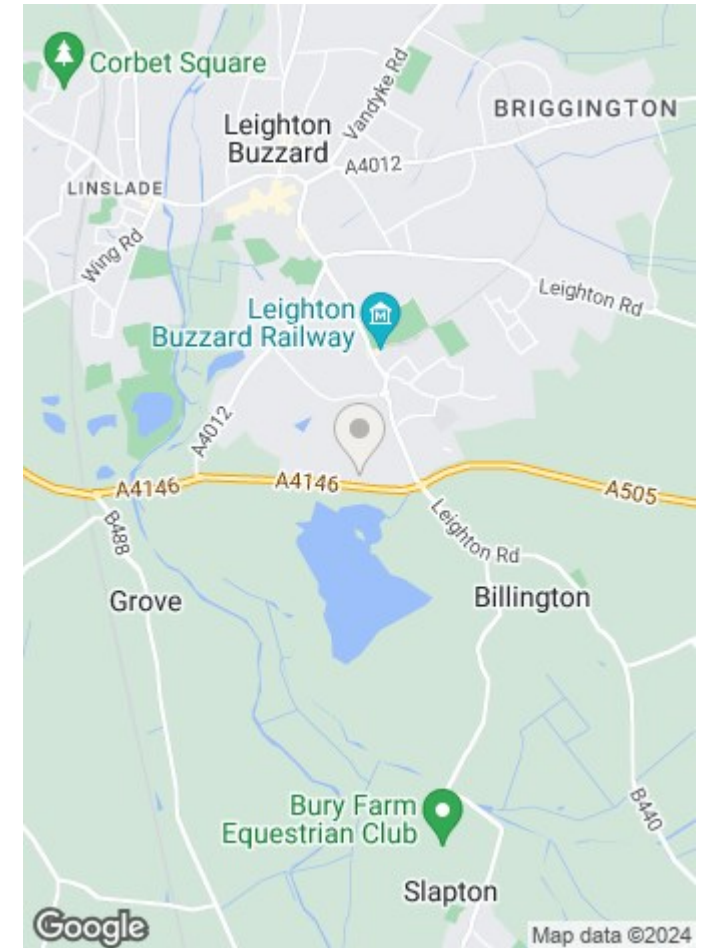 Corbet Square
Vandyke Rd
BRIGGINGTON
Leighton
Buzzard
A4012
LINSLADE
Wing Rd
Leighton Rd
Leighton
Buzzard Railway
M
A4012
A4146
A4146
A505
B488
Leighton Rd
Grove
Billington
B440
Bury Farm
Equestrian Club
Slapton
Google
Map data ©2024